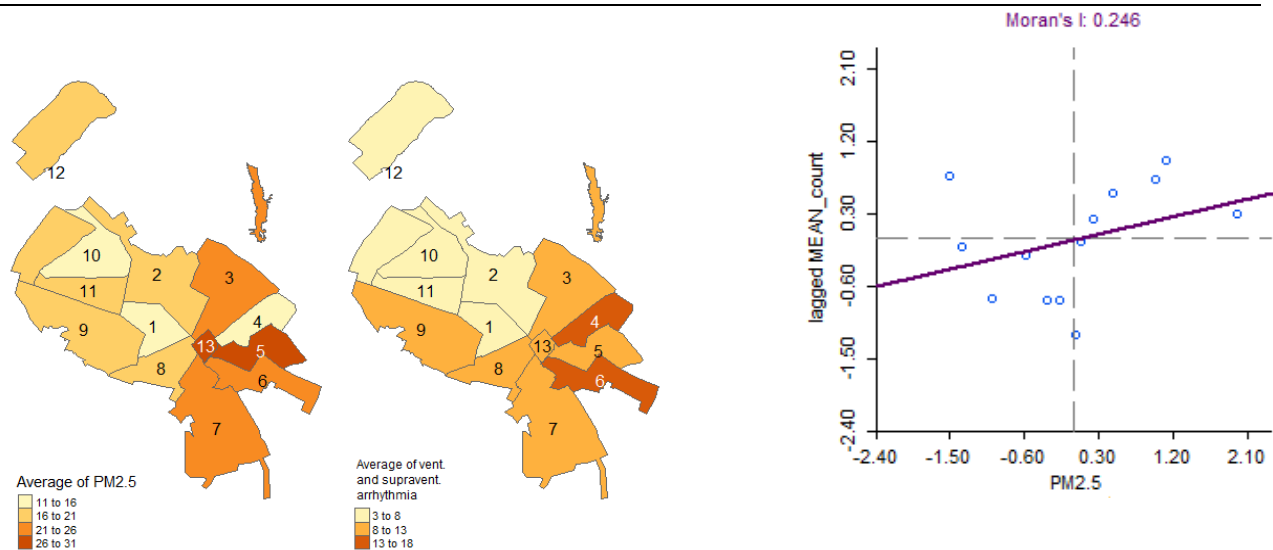 12
10
2
3
11
9
1
4
13
5
8
6
7
Average of PM2.5
11 to 16
16 to 21
21 to 26
26 to 31
12
10
2
3
11
9
1
4
13
5
8
6
7
Average of vent.
and supravent.
arrhythmia
3 to 8
8 to 13
13 to 18
Moran's I: 0.246
lagged MEAN_count
2.10
1.20
0.30
-0.60
-1.50
-2.40
-2.40 -1.50 -0.60 0.30 1.20 2.10
PM2.5